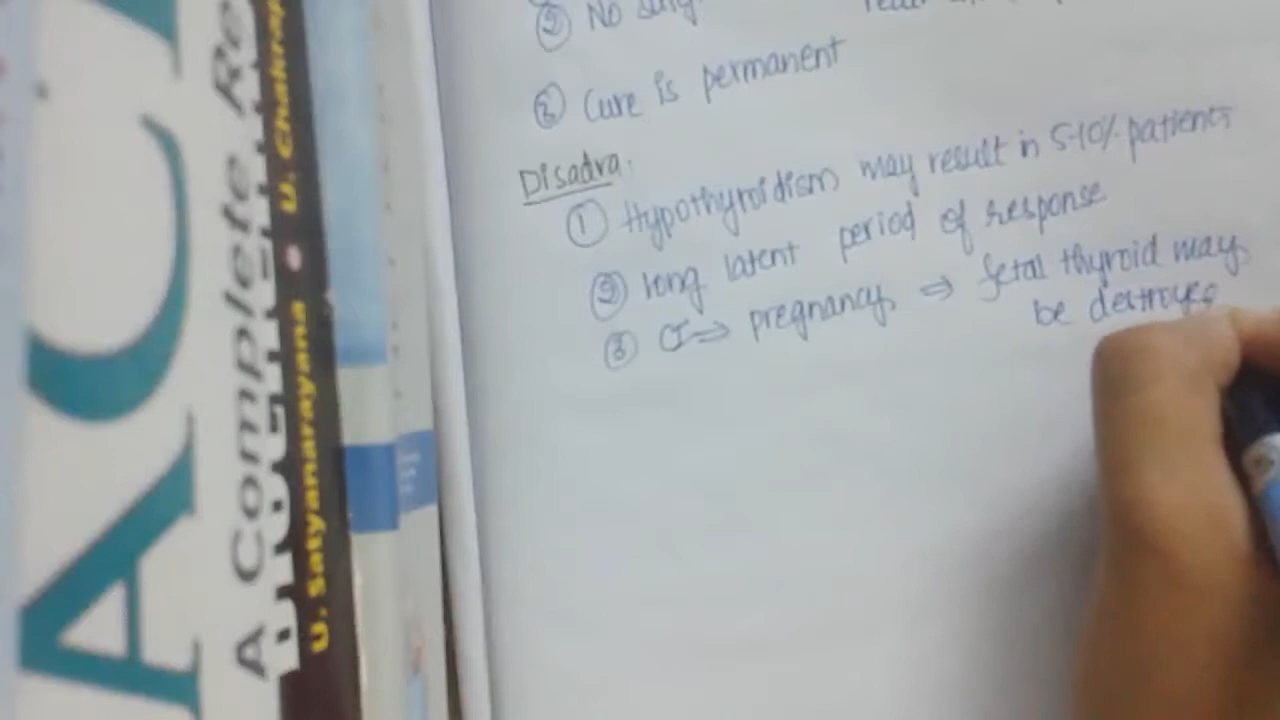 ② No
③ Cure is permanent
Disadva.
① Hypothyroidism may result in 5-10% patients
② long latent period of response
③ CI ⇒ pregnancy ⇒ fetal thyroid may
be destroyed
A Complete Re
U. Satyanarayana • U. Chakrap